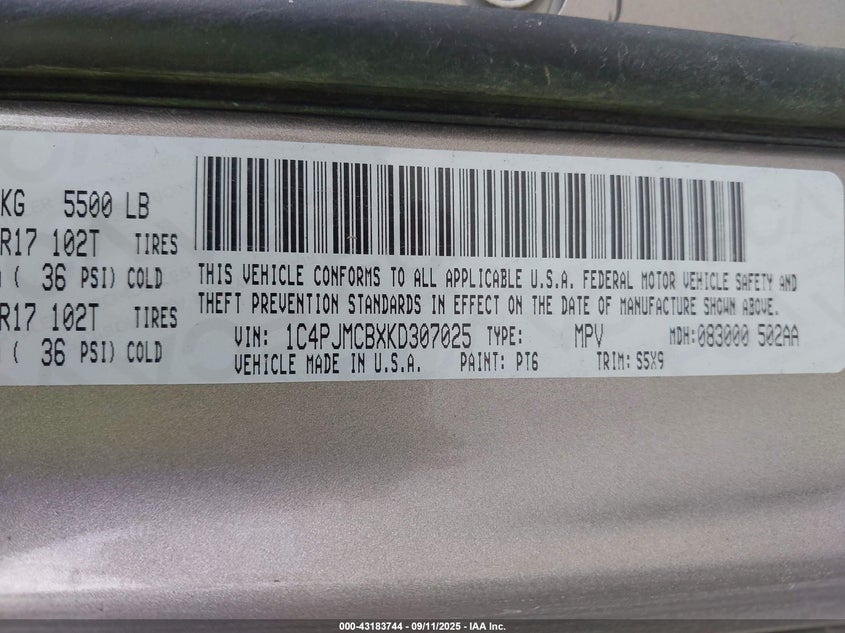 KG 5500 LB
R17 102T TIRES
( 36 PSI) COLD
R17 102T TIRES
( 36 PSI) COLD
THIS VEHICLE CONFORMS TO ALL APPLICABLE U.S.A. FEDERAL MOTOR VEHICLE SAFETY AND
THEFT PREVENTION STANDARDS IN EFFECT ON THE DATE OF MANUFACTURE SHOWN ABOVE.
VIN: 1C4PJMCBXKD307025 TYPE: MPV MDH:083000 502AA
VEHICLE MADE IN U.S.A. PAINT: PT6 TRIM: S5X9
000-43183744 - 09/11/2025 - IAA Inc.